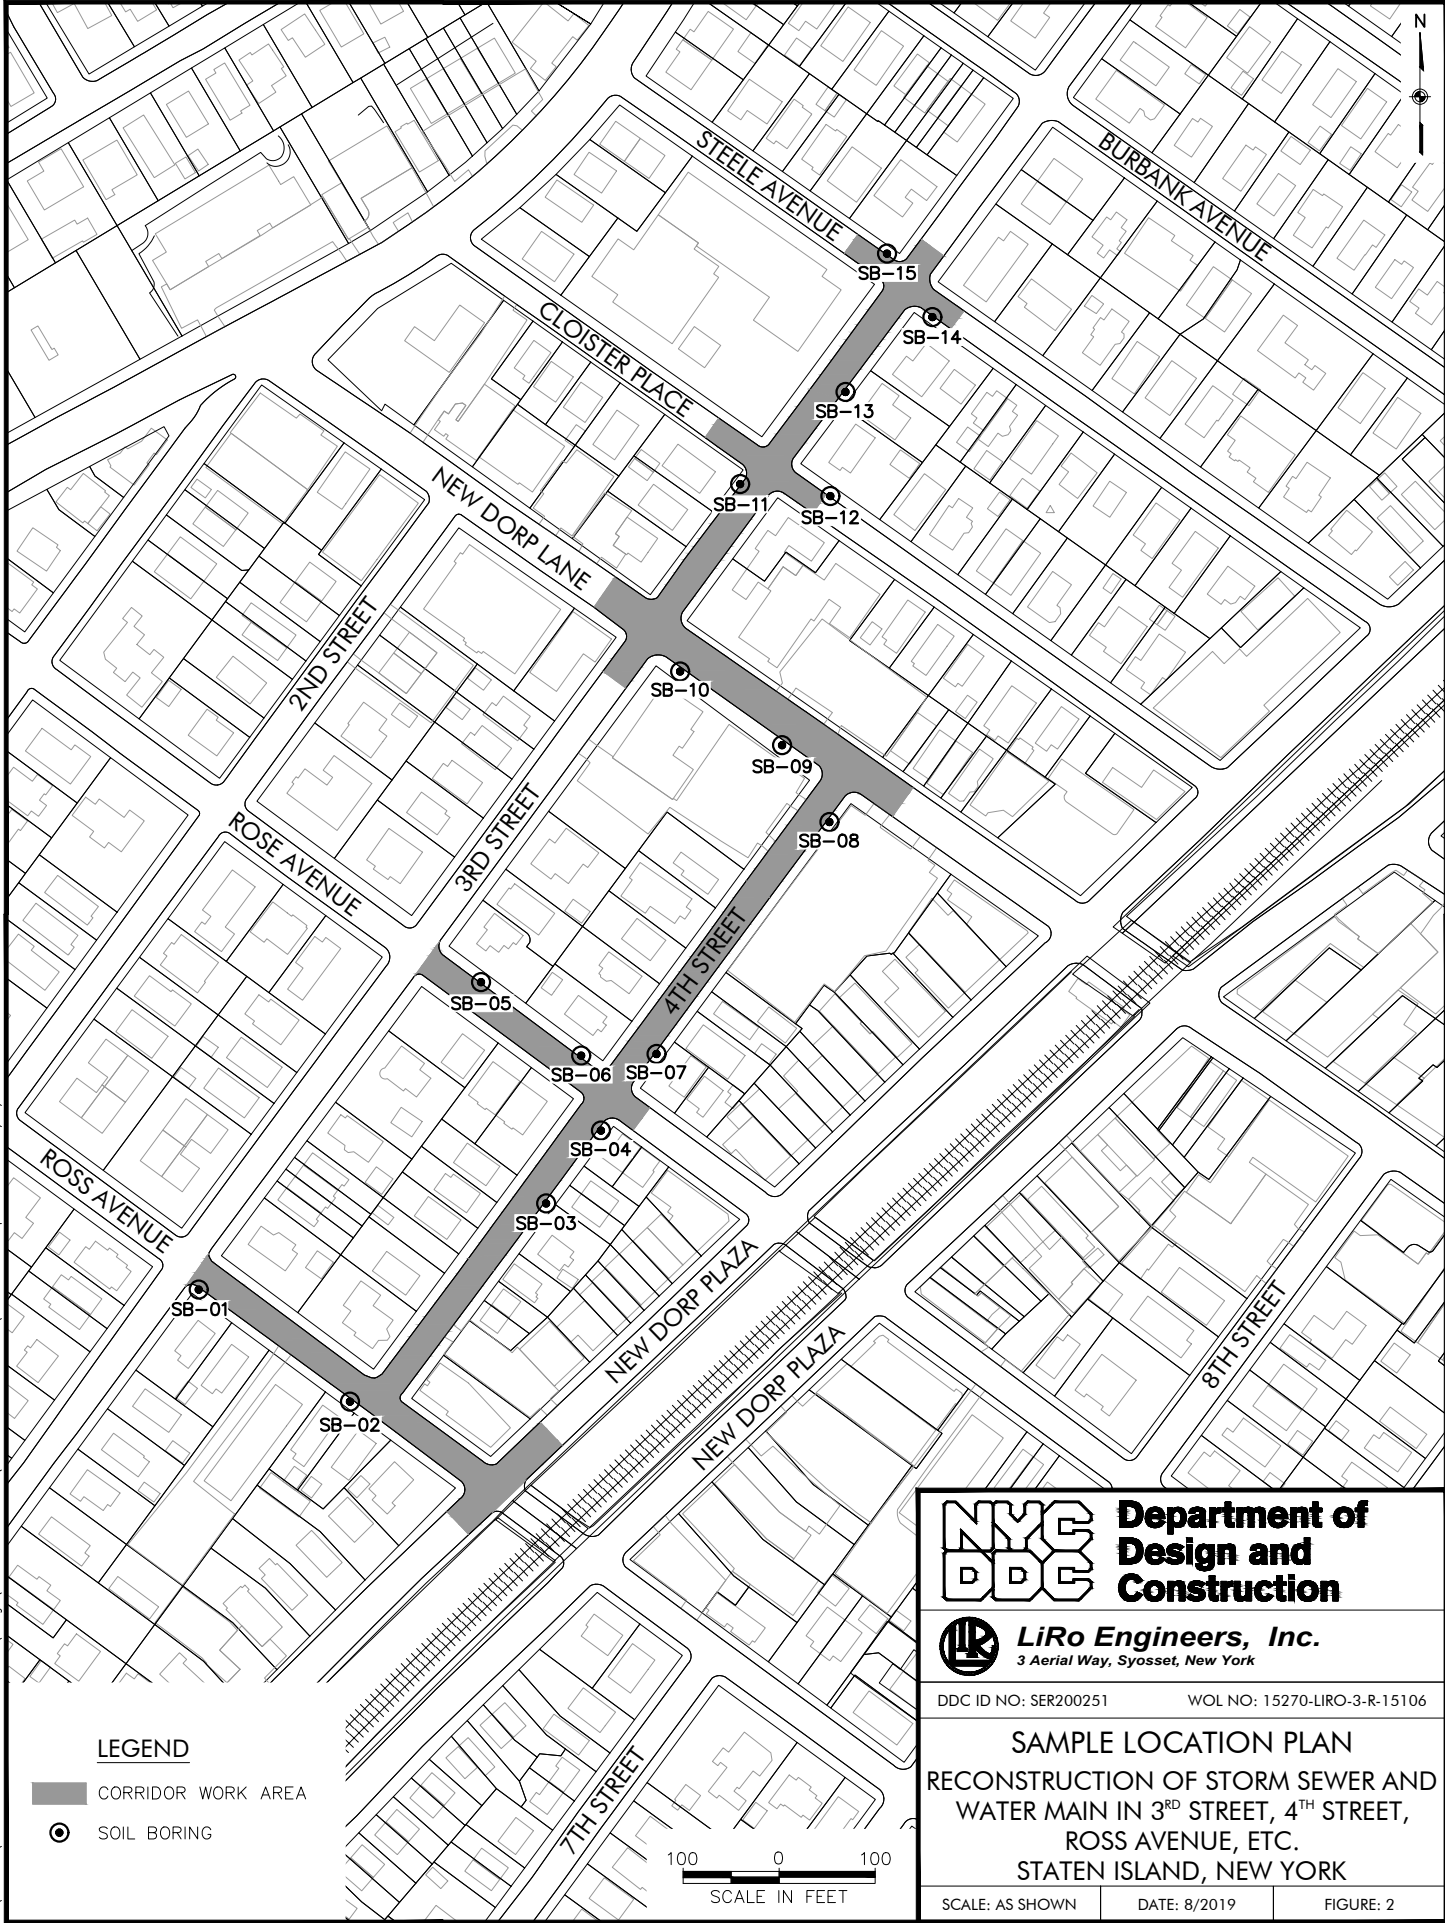 N
STEELE AVENUE
BURBANK AVENUE
SB-15
SB-14
CLOISTER PLACE
SB-13
NEW DORP LANE
SB-11
SB-12
2ND STREET
SB-10
SB-09
3RD STREET
ROSE AVENUE
SB-08
4TH STREET
SB-05
SB-06
SB-07
SB-04
ROSS AVENUE
SB-03
SB-01
NEW DORP PLAZA
NEW DORP PLAZA
8TH STREET
SB-02
7TH STREET
LEGEND
CORRIDOR WORK AREA
SOIL BORING
100 0 100
SCALE IN FEET
NYC
DDC
Department of
Design and
Construction
LiRo Engineers, Inc.
3 Aerial Way, Syosset, New York
DDC ID NO: SER200251 WOL NO: 15270-LIRO-3-R-15106
SAMPLE LOCATION PLAN
RECONSTRUCTION OF STORM SEWER AND
WATER MAIN IN 3RD STREET, 4TH STREET,
ROSS AVENUE, ETC.
STATEN ISLAND, NEW YORK
SCALE: AS SHOWN DATE: 8/2019 FIGURE: 2